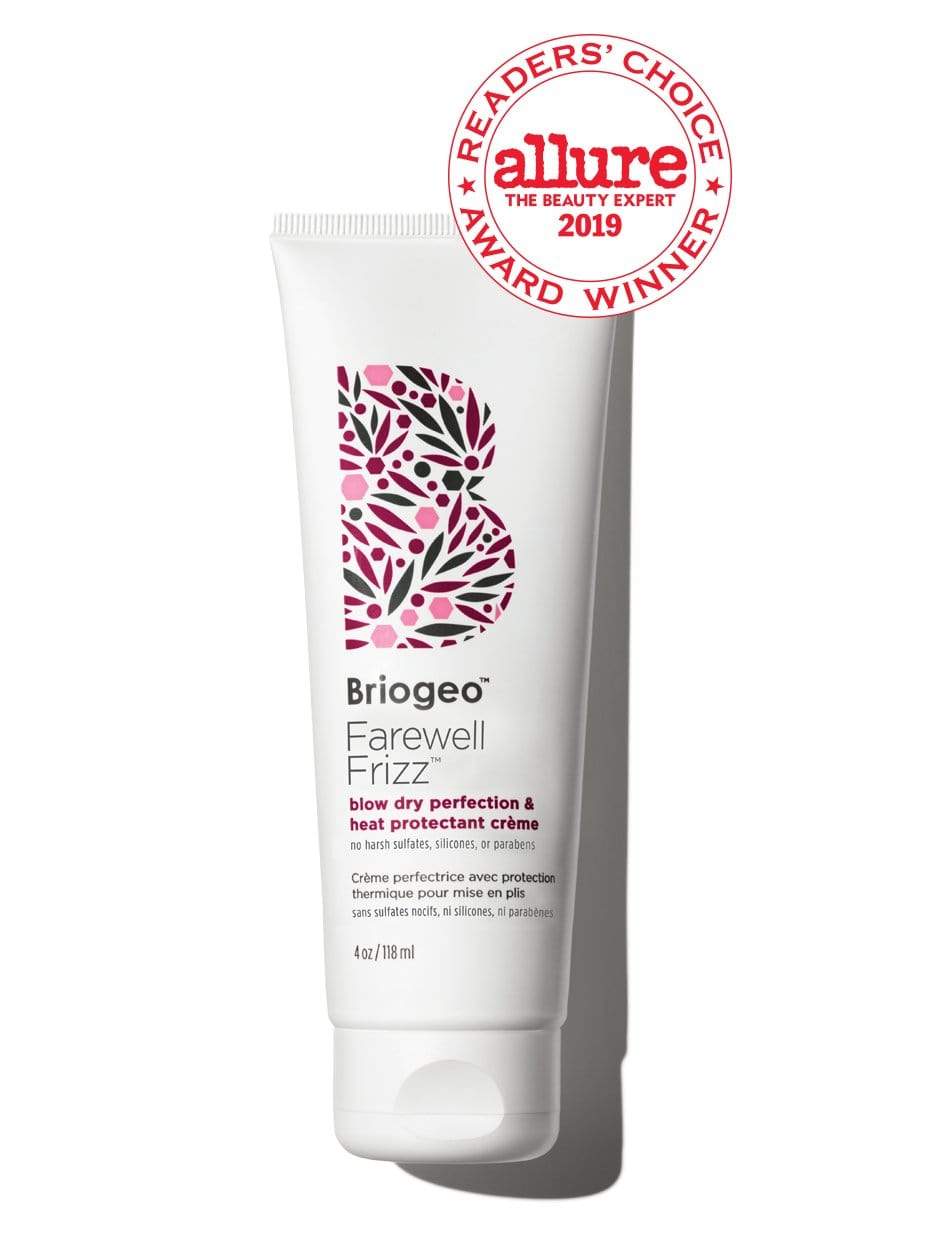 READERS' CHOICE
allure
THE BEAUTY EXPERT
2019
AWARD WINNER
Briogeo™
Farewell
Frizz™
blow dry perfection &
heat protectant crème
no harsh sulfates, silicones, or parabens
Crème perfectrice avec protection
thermique pour mise en plis
sans sulfates nocifs, ni silicones, ni parabènes
4 oz / 118 ml